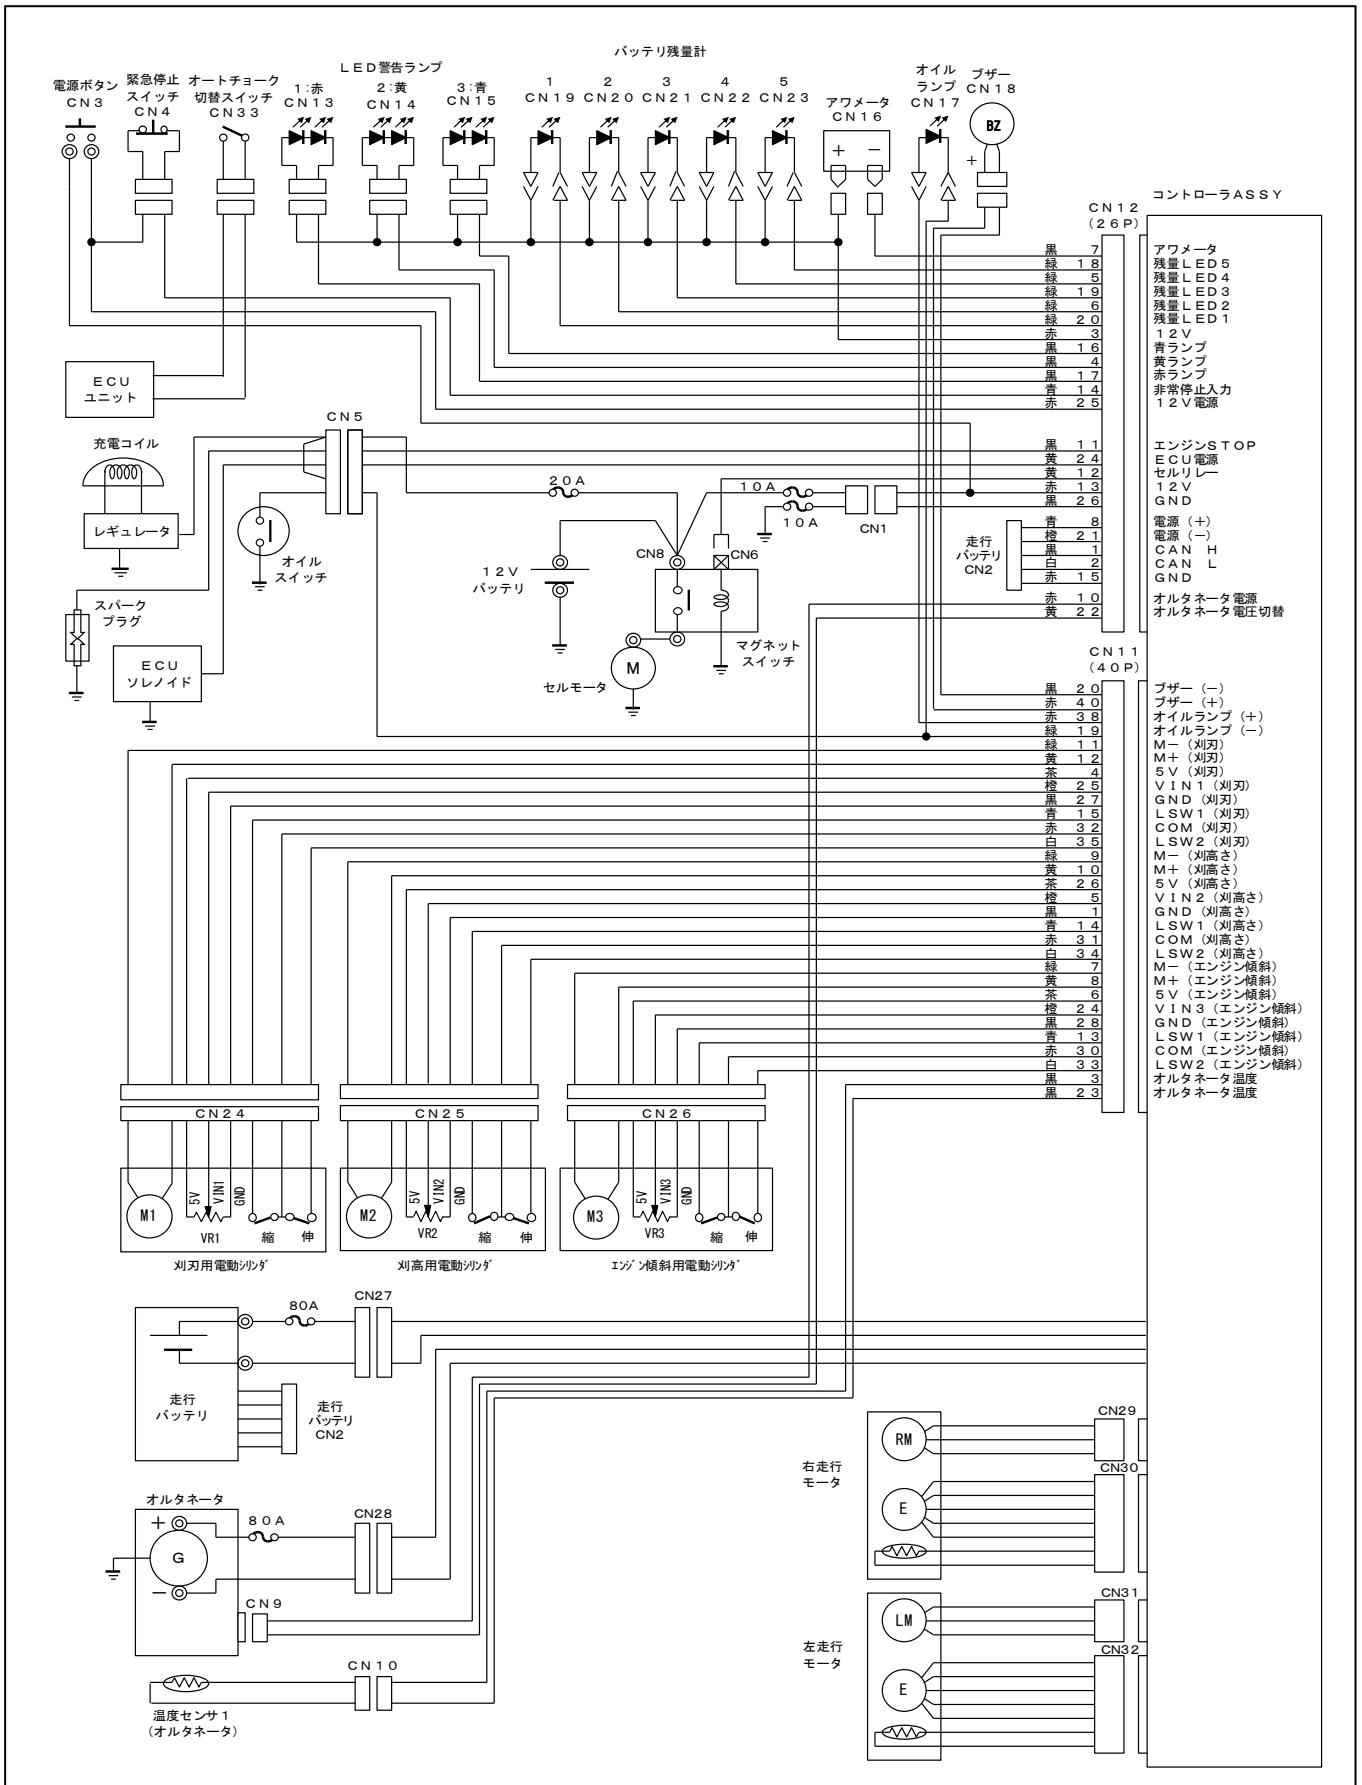 バッテリ残量計
LED警告ランプ
電源ボタン
CN3
緊急停止
スイッチ
CN4
オートチョーク
切替スイッチ
CN33
1:赤
CN13
2:黄
CN14
3:青
CN15
1
CN19
2
CN20
3
CN21
4
CN22
5
CN23
アワメータ
CN16
+ −
オイル
ランプ
CN17
ブザー
CN18
BZ
+
コントローラASSY
CN12
(26P)
黒 7 アワメータ
緑 18 残量LED5
緑 5 残量LED4
緑 19 残量LED3
緑 6 残量LED2
緑 20 残量LED1
赤 3 12V
黒 16 青ランプ
黒 4 黄ランプ
黒 17 赤ランプ
青 14 非常停止入力
赤 25 12V電源
黒 11 エンジンSTOP
黄 24 ECU電源
黄 12 セルリレー
赤 13 12V
黒 26 GND
青 8 電源(+)
橙 21 電源(−)
黒 1 CAN H
白 2 CAN L
赤 15 GND
赤 10 オルタネータ電源
黄 22 オルタネータ電圧切替
ECU
ユニット
CN5
充電コイル
レギュレータ
オイル
スイッチ
スパーク
プラグ
ECU
ソレノイド
20A
10A
10A
CN1
走行
バッテリ
CN2
12V
バッテリ
CN8
CN6
マグネット
スイッチ
M
セルモータ
CN11
(40P)
黒 20 ブザー(−)
赤 40 ブザー(+)
赤 38 オイルランプ(+)
緑 19 オイルランプ(−)
緑 11 M−(刈刃)
黄 12 M+(刈刃)
茶 4 5V(刈刃)
橙 25 VIN1(刈刃)
黒 27 GND(刈刃)
青 15 LSW1(刈刃)
赤 32 COM(刈刃)
白 35 LSW2(刈刃)
緑 9 M−(刈高さ)
黄 10 M+(刈高さ)
茶 26 5V(刈高さ)
橙 5 VIN2(刈高さ)
黒 1 GND(刈高さ)
青 14 LSW1(刈高さ)
赤 31 COM(刈高さ)
白 34 LSW2(刈高さ)
緑 7 M−(エンジン傾斜)
黄 8 M+(エンジン傾斜)
茶 6 5V(エンジン傾斜)
橙 24 VIN3(エンジン傾斜)
黒 28 GND(エンジン傾斜)
青 13 LSW1(エンジン傾斜)
赤 30 COM(エンジン傾斜)
白 33 LSW2(エンジン傾斜)
黒 3 オルタネータ温度
黒 23 オルタネータ温度
CN24
CN25
CN26
M1
5V
VIN1
GND
VR1
縮
伸
M2
5V
VIN2
GND
VR2
縮
伸
M3
5V
VIN3
GND
VR3
縮
伸
刈刃用電動シリンダ
刈高用電動シリンダ
エンジン傾斜用電動シリンダ
80A
CN27
走行
バッテリ
走行
バッテリ
CN2
オルタネータ
+
G
−
80A
CN28
CN9
CN10
温度センサ1
(オルタネータ)
右走行
モータ
RM
E
CN29
CN30
左走行
モータ
LM
E
CN31
CN32